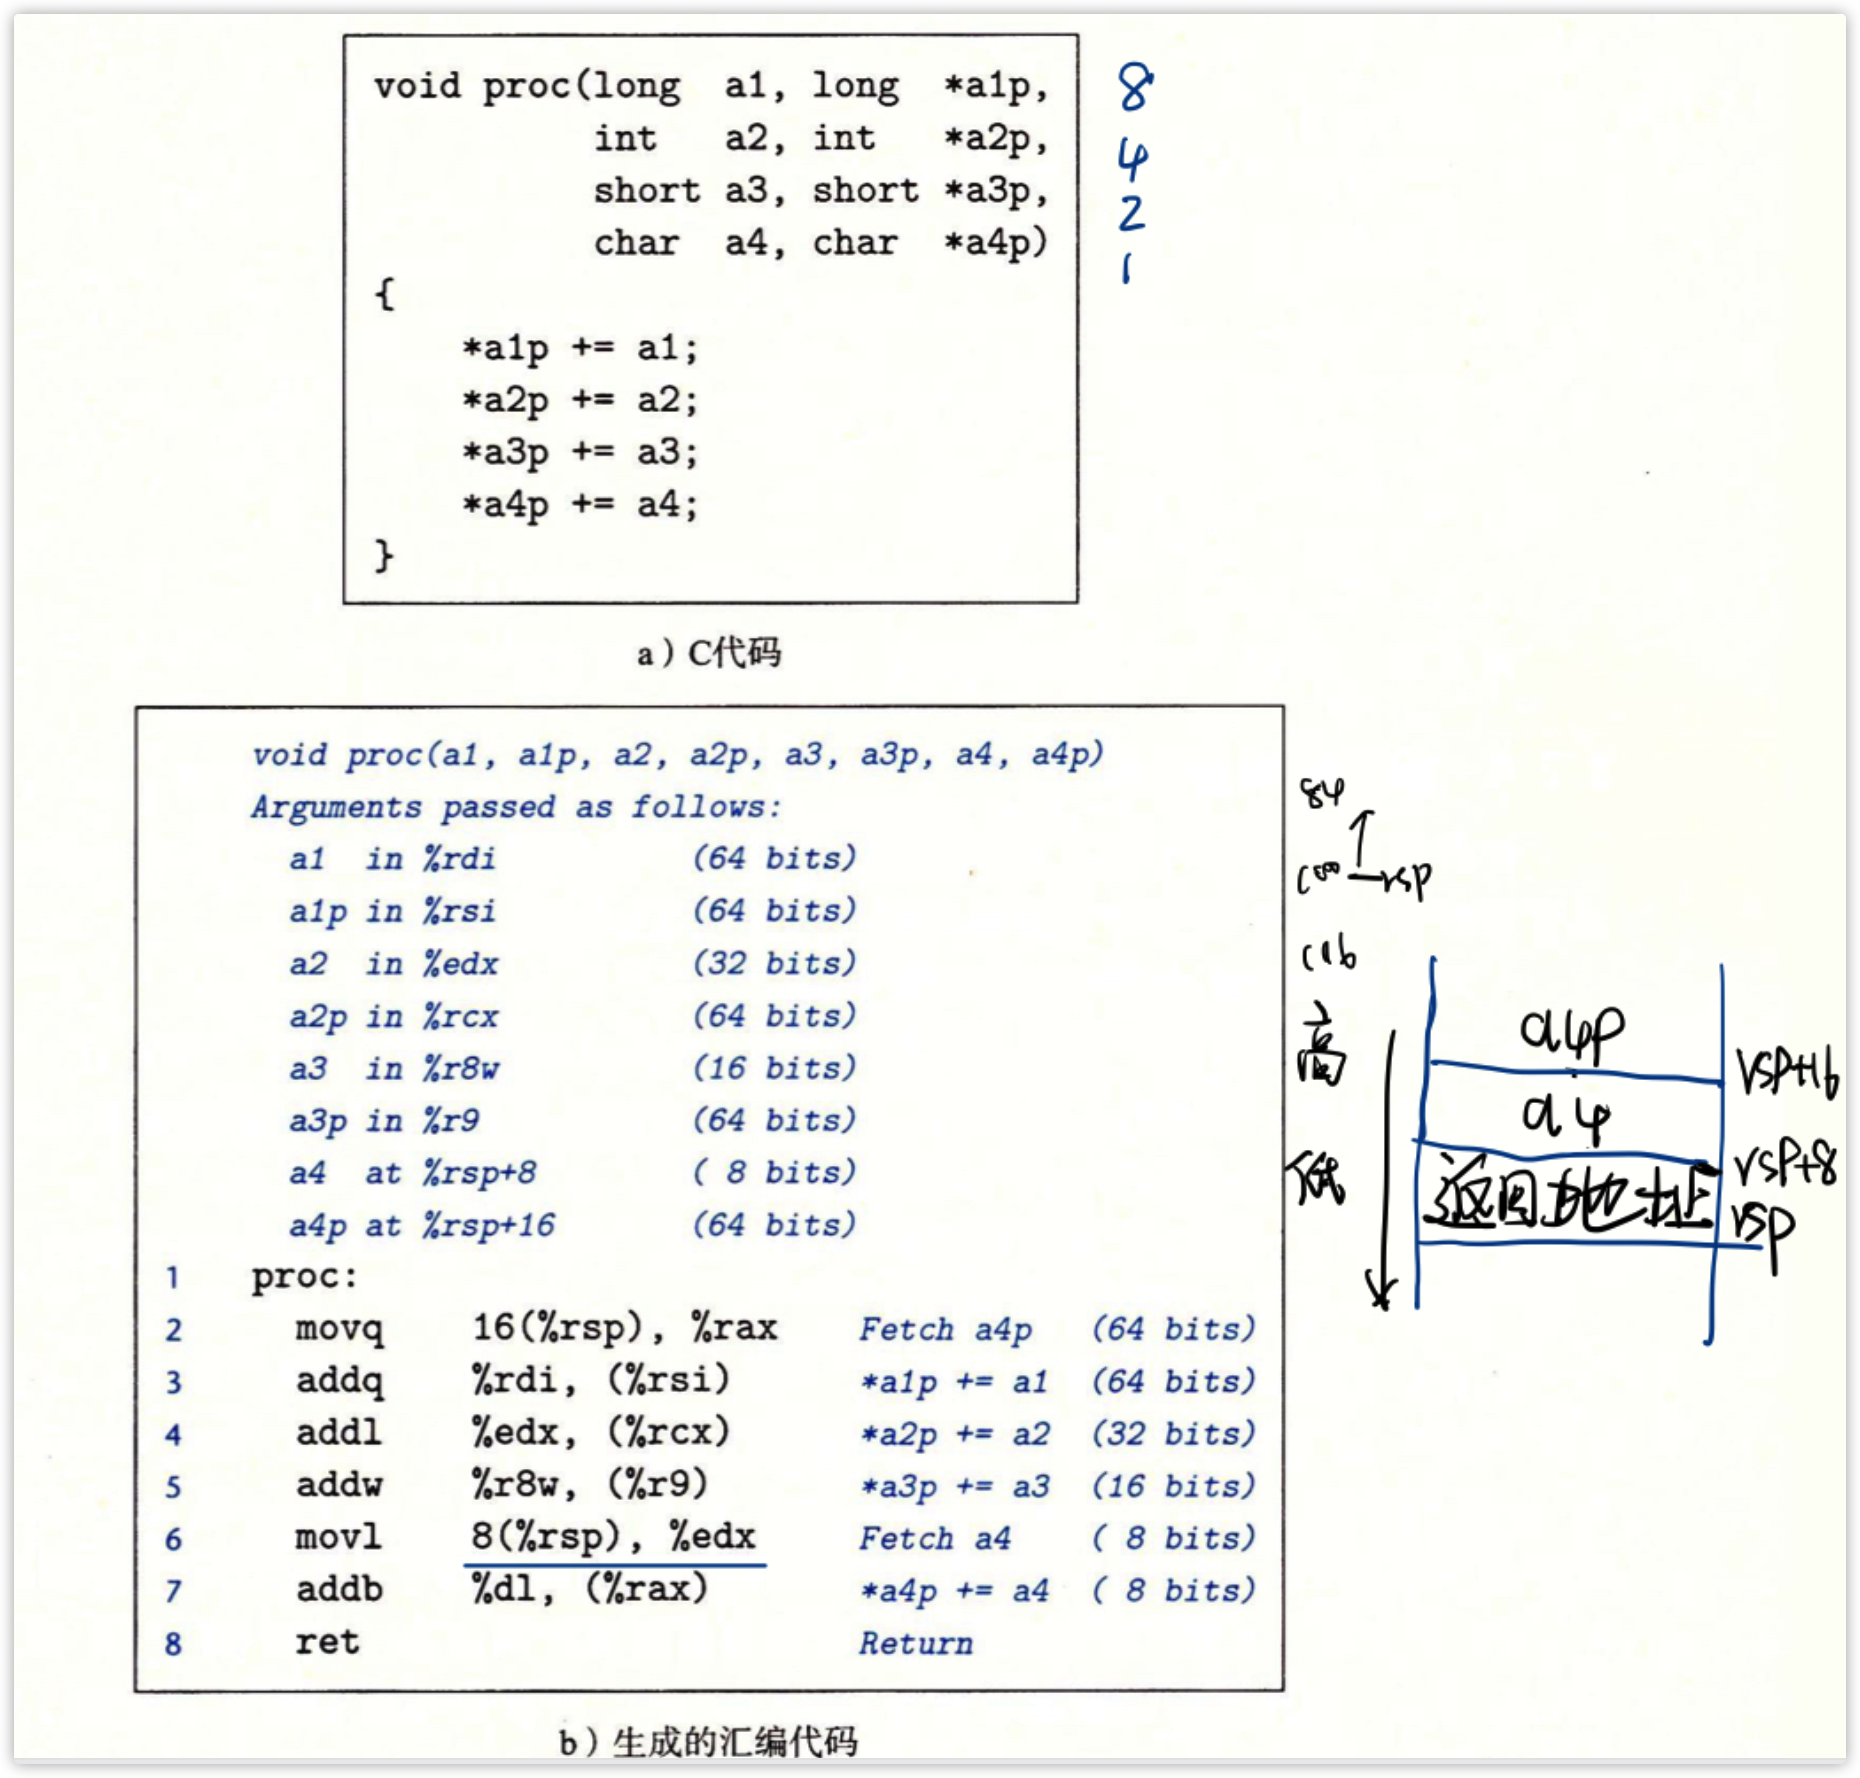 void proc(long a1, long *a1p,
int a2, int *a2p,
short a3, short *a3p,
char a4, char *a4p)
{
*a1p += a1;
*a2p += a2;
*a3p += a3;
*a4p += a4;
}
8
4
2
1
a）C代码
void proc(a1, a1p, a2, a2p, a3, a3p, a4, a4p)
Arguments passed as follows:
a1 in %rdi (64 bits)
a1p in %rsi (64 bits)
a2 in %edx (32 bits)
a2p in %rcx (64 bits)
a3 in %r8w (16 bits)
a3p in %r9 (64 bits)
a4 at %rsp+8 ( 8 bits)
a4p at %rsp+16 (64 bits)
1 proc:
2 movq 16(%rsp), %rax Fetch a4p (64 bits)
3 addq %rdi, (%rsi) *a1p += a1 (64 bits)
4 addl %edx, (%rcx) *a2p += a2 (32 bits)
5 addw %r8w, (%r9) *a3p += a3 (16 bits)
6 movl 8(%rsp), %edx Fetch a4 ( 8 bits)
7 addb %dl, (%rax) *a4p += a4 ( 8 bits)
8 ret Return
rsp
高
低
a4p
rsp+16
a4
rsp+8
返回地址
rsp
b）生成的汇编代码